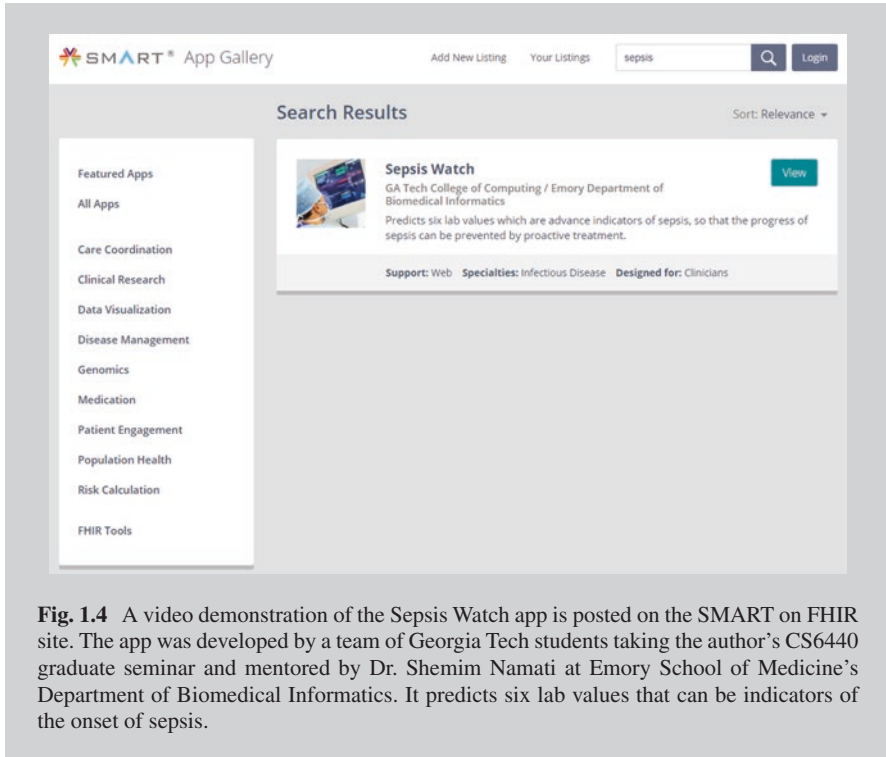 SMART® App Gallery
Add New Listing
Your Listings
sepsis
Login
Search Results
Sort: Relevance
Featured Apps
All Apps
Care Coordination
Clinical Research
Data Visualization
Disease Management
Genomics
Medication
Patient Engagement
Population Health
Risk Calculation
FHIR Tools
Sepsis Watch
View
GA Tech College of Computing / Emory Department of
Biomedical Informatics
Predicts six lab values which are advance indicators of sepsis, so that the progress of
sepsis can be prevented by proactive treatment.
Support: Web Specialties: Infectious Disease Designed for: Clinicians
Fig. 1.4 A video demonstration of the Sepsis Watch app is posted on the SMART on FHIR
site. The app was developed by a team of Georgia Tech students taking the author's CS6440
graduate seminar and mentored by Dr. Shemim Namati at Emory School of Medicine's
Department of Biomedical Informatics. It predicts six lab values that can be indicators of
the onset of sepsis.